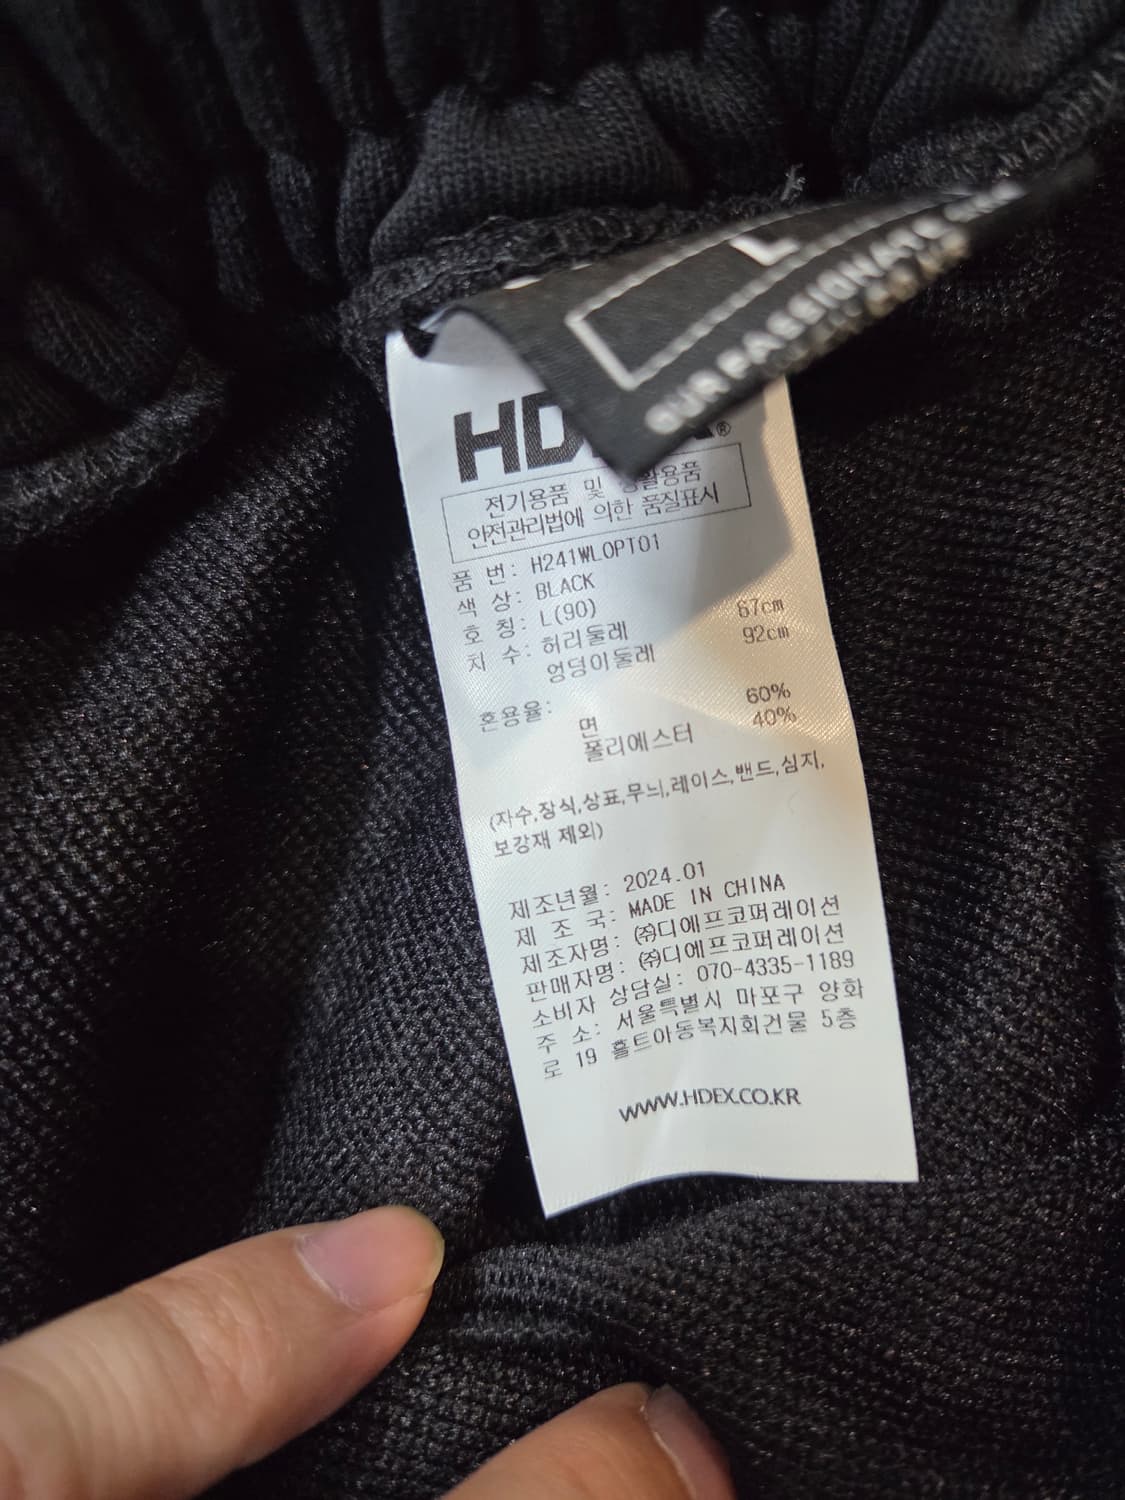 L
OUR PASSIONATE
HD
®
전기용품 및 생활용품
안전관리법에 의한 품질표시
품 번: H241WLOPT01
색 상: BLACK
호 칭: L(90)
치 수: 허리둘레 67cm
엉덩이둘레 92cm
혼용율:
면 60%
폴리에스터 40%
(자수,장식,상표,무늬,레이스,밴드,심지,
보강재 제외)
제조년월: 2024.01
제 조 국: MADE IN CHINA
제조자명: ㈜디에프코퍼레이션
판매자명: ㈜디에프코퍼레이션
소비자 상담실: 070-4335-1189
주 소: 서울특별시 마포구 양화
로 19 홀트아동복지회건물 5층
WWW.HDEX.CO.KR